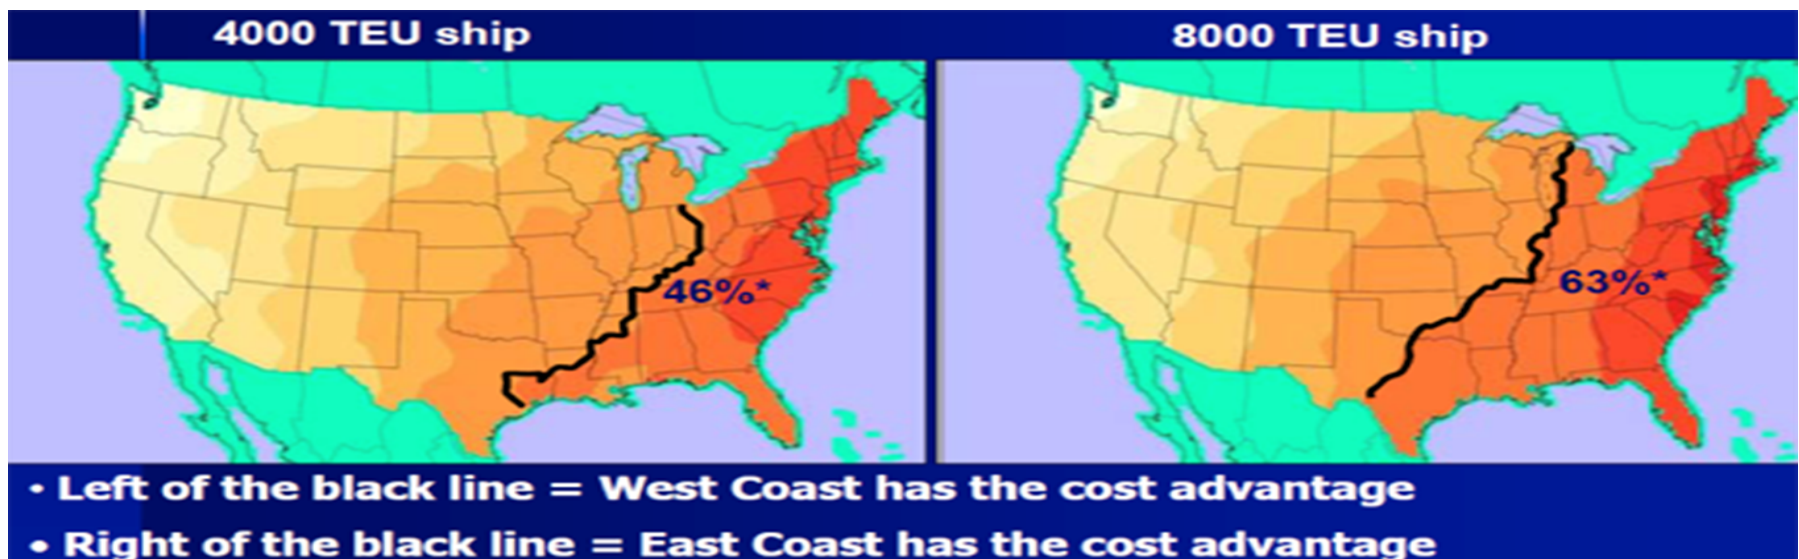 4000 TEU ship
8000 TEU ship
46%*
63%*
• Left of the black line = West Coast has the cost advantage
• Right of the black line = East Coast has the cost advantage